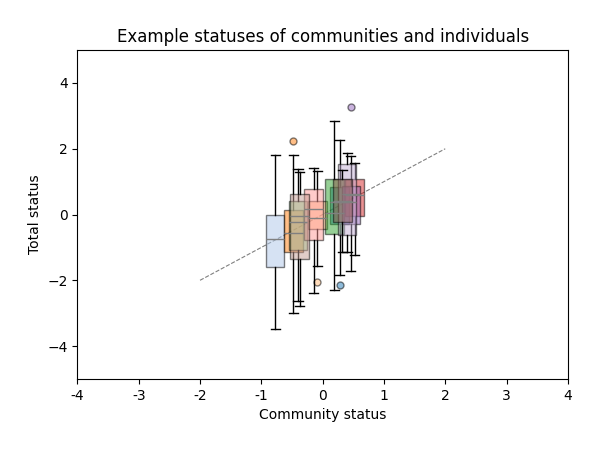 Example statuses of communities and individuals
4
2
0
−2
−4
Total status
-4 -3 -2 -1 0 1 2 3 4
Community status